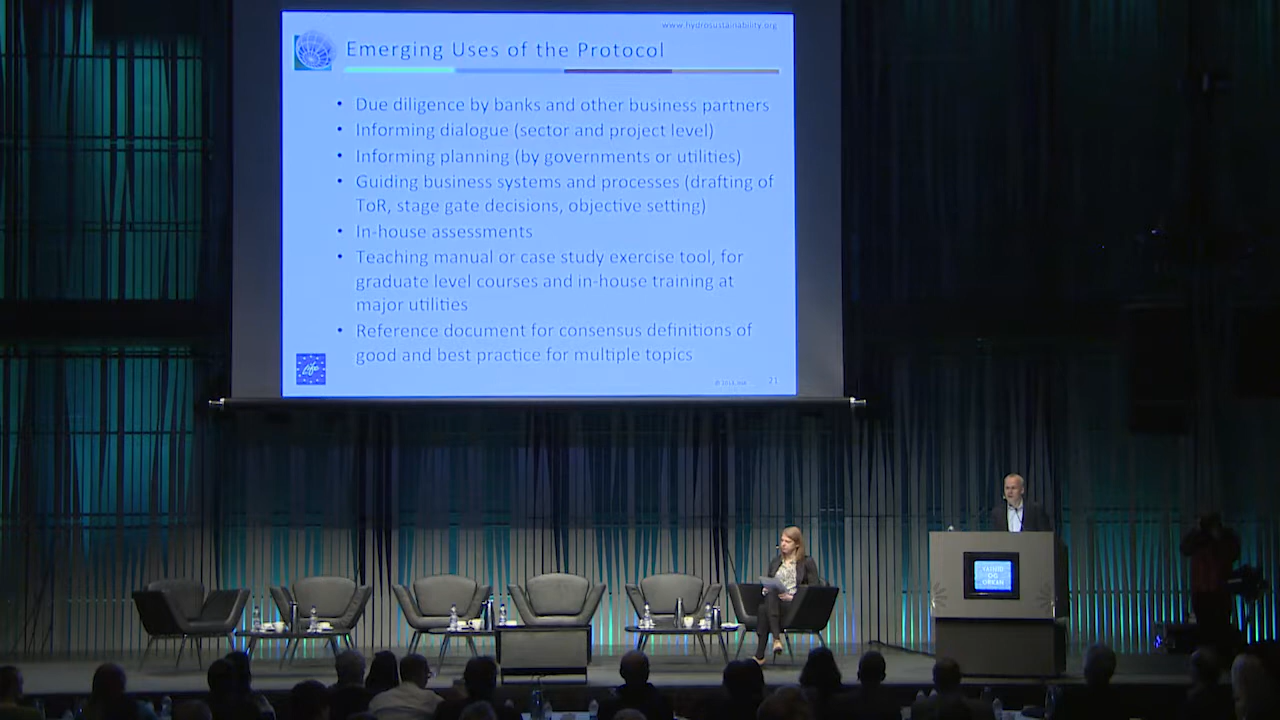 www.hydrosustainability.org
Emerging Uses of the Protocol
• Due diligence by banks and other business partners
• Informing dialogue (sector and project level)
• Informing planning (by governments or utilities)
• Guiding business systems and processes (drafting of
ToR, stage gate decisions, objective setting)
• In-house assessments
• Teaching manual or case study exercise tool, for
graduate level courses and in-house training at
major utilities
• Reference document for consensus definitions of
good and best practice for multiple topics
21
OG